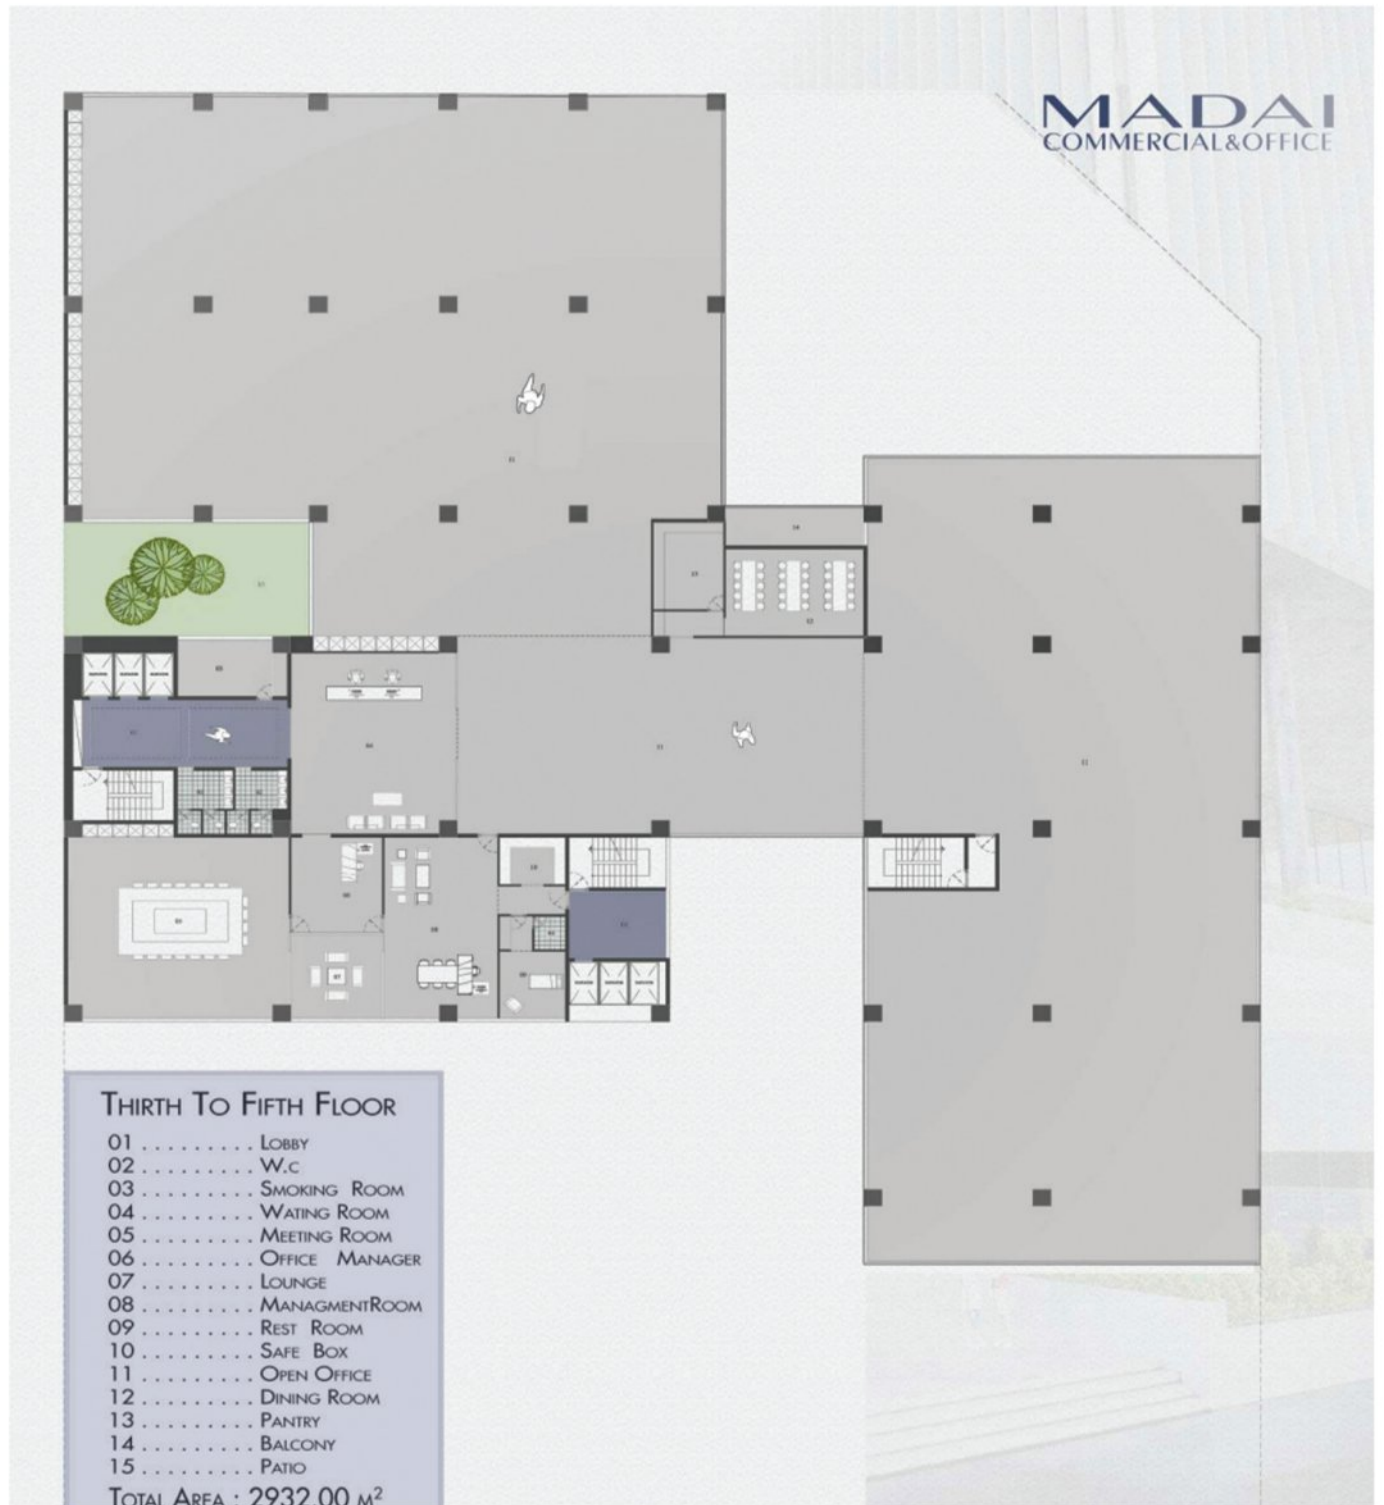 MADAI
COMMERCIAL&OFFICE
THIRTH TO FIFTH FLOOR
01 . . . . . . . . . LOBBY
02 . . . . . . . . . W.C
03 . . . . . . . . . SMOKING ROOM
04 . . . . . . . . . WATING ROOM
05 . . . . . . . . . MEETING ROOM
06 . . . . . . . . . OFFICE MANAGER
07 . . . . . . . . . LOUNGE
08 . . . . . . . . . MANAGMENTROOM
09 . . . . . . . . . REST ROOM
10 . . . . . . . . . SAFE BOX
11 . . . . . . . . . OPEN OFFICE
12 . . . . . . . . . DINING ROOM
13 . . . . . . . . . PANTRY
14 . . . . . . . . . BALCONY
15 . . . . . . . . . PATIO
TOTAL AREA : 2932.00 M²